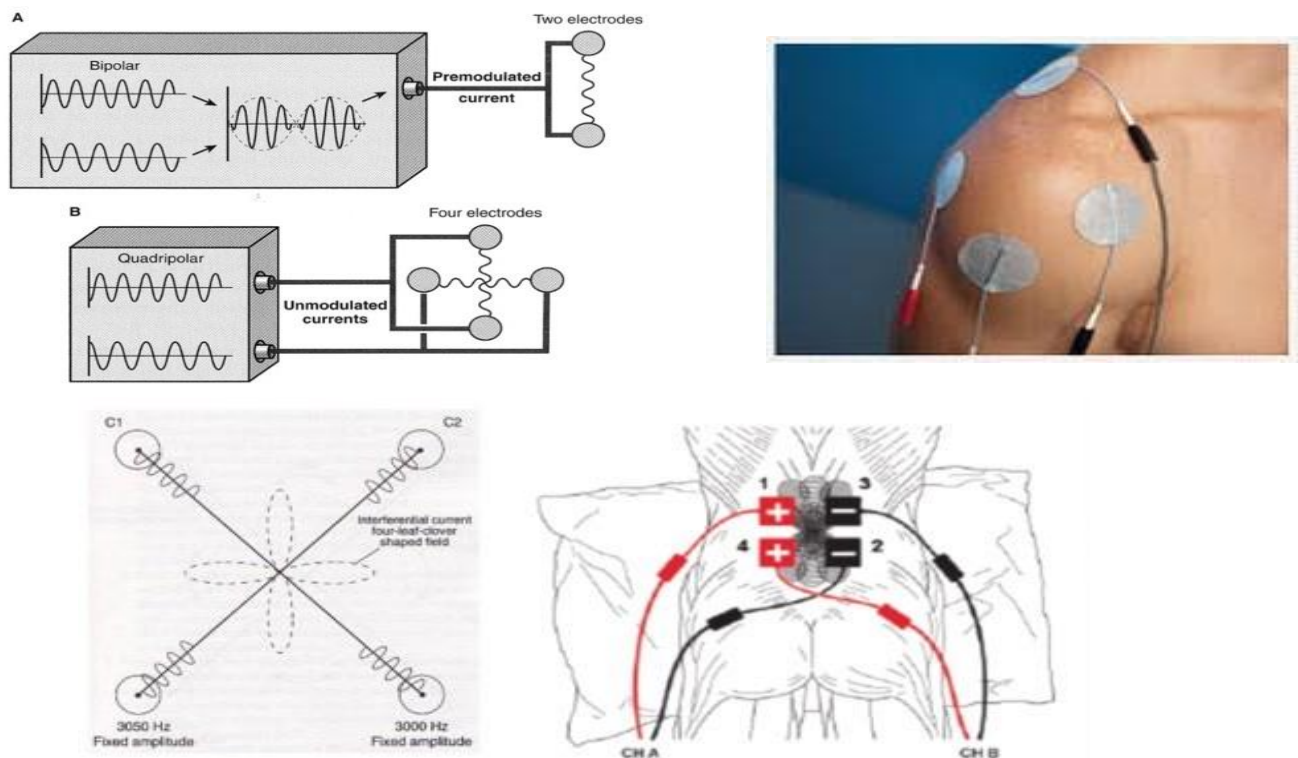 A
Bipolar
Premodulated
current
Two electrodes
B
Quadripolar
Unmodulated
currents
Four electrodes
C1
C2
Interferential current
four-leaf-clover
shaped field
3050 Hz
Fixed amplitude
3000 Hz
Fixed amplitude
1
3
+
−
4
2
+
−
CH A
CH B